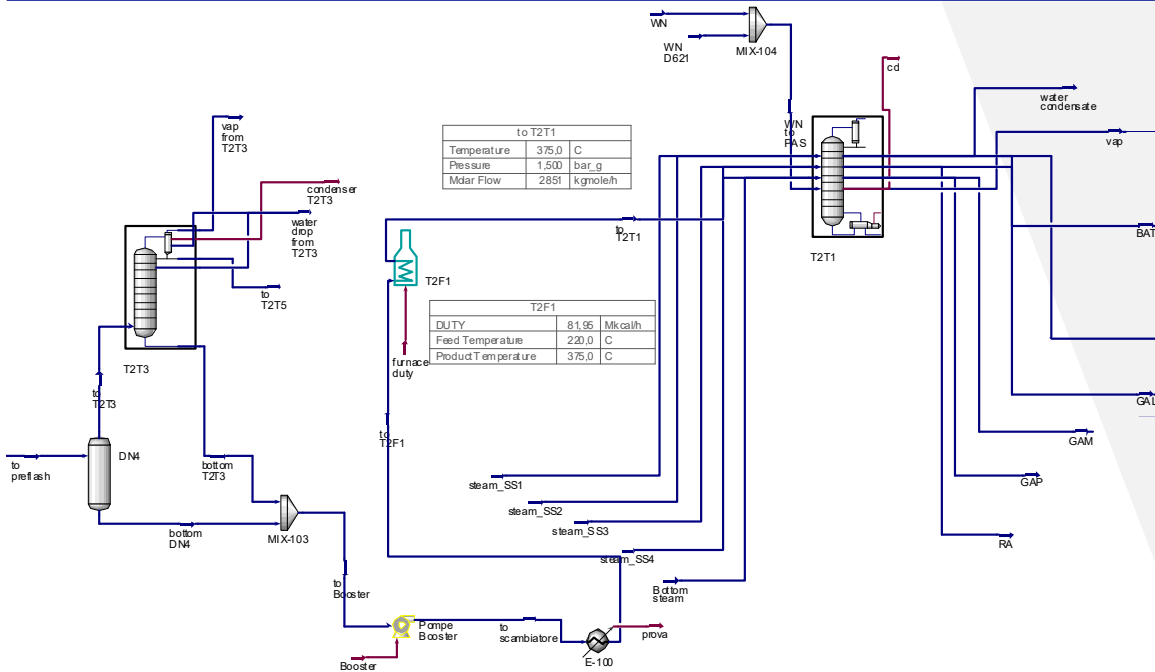 WN
WN
D621
MIX-104
cd
water
condensate
vap
WN
to
PAS
T2T1
BAT
GAL
GAM
GAP
RA
vap
from
T2T3
condenser
T2T3
water
drop
from
T2T3
to
T2T5
T2T3
to T2T1
Temperature 375,0 C
Pressure 1,500 bar_g
Molar Flow 2851 kgmole/h
to
T2T1
T2F1
T2F1
DUTY 81,95 Mkcal/h
Feed Temperature 220,0 C
Product Temperature 375,0 C
furnace
duty
to
T2T3
to
T2F1
to
preflash
DN4
bottom
T2T3
bottom
DN4
MIX-103
steam_SS1
steam_SS2
steam_SS3
steam_SS4
Bottom
steam
to
Booster
Pompe
Booster
Booster
to
scambiatore
E-100
prova